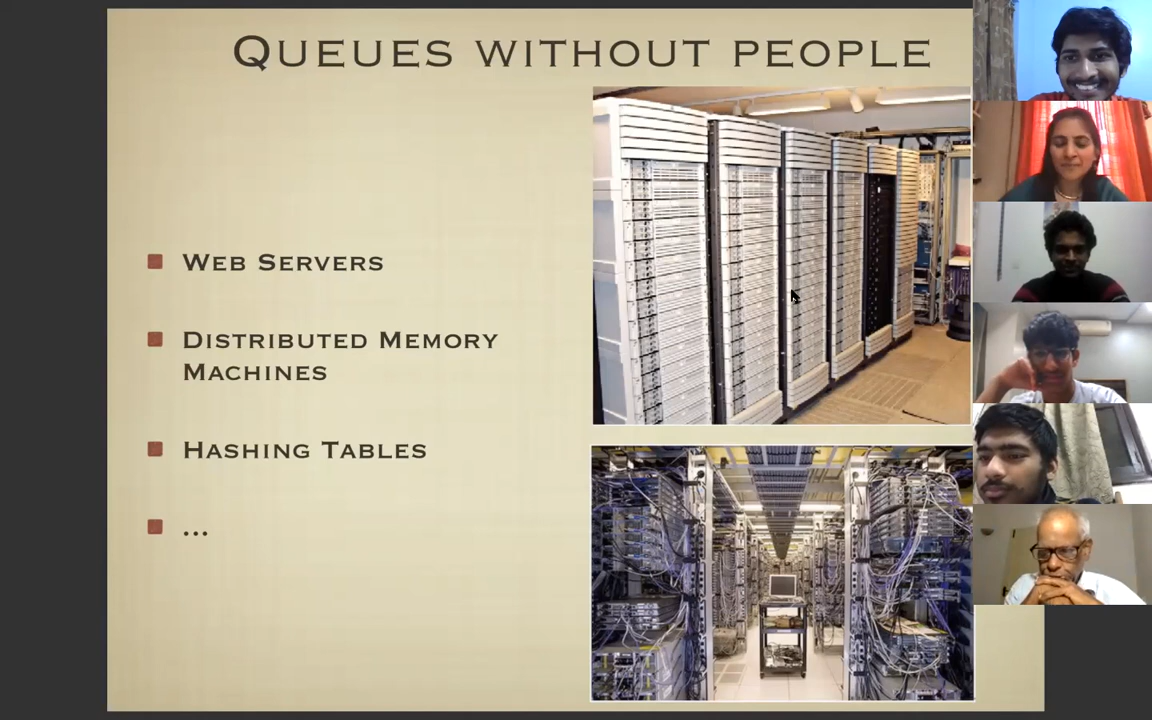 QUEUES WITHOUT PEOPLE
WEB SERVERS
DISTRIBUTED MEMORY
MACHINES
HASHING TABLES
...